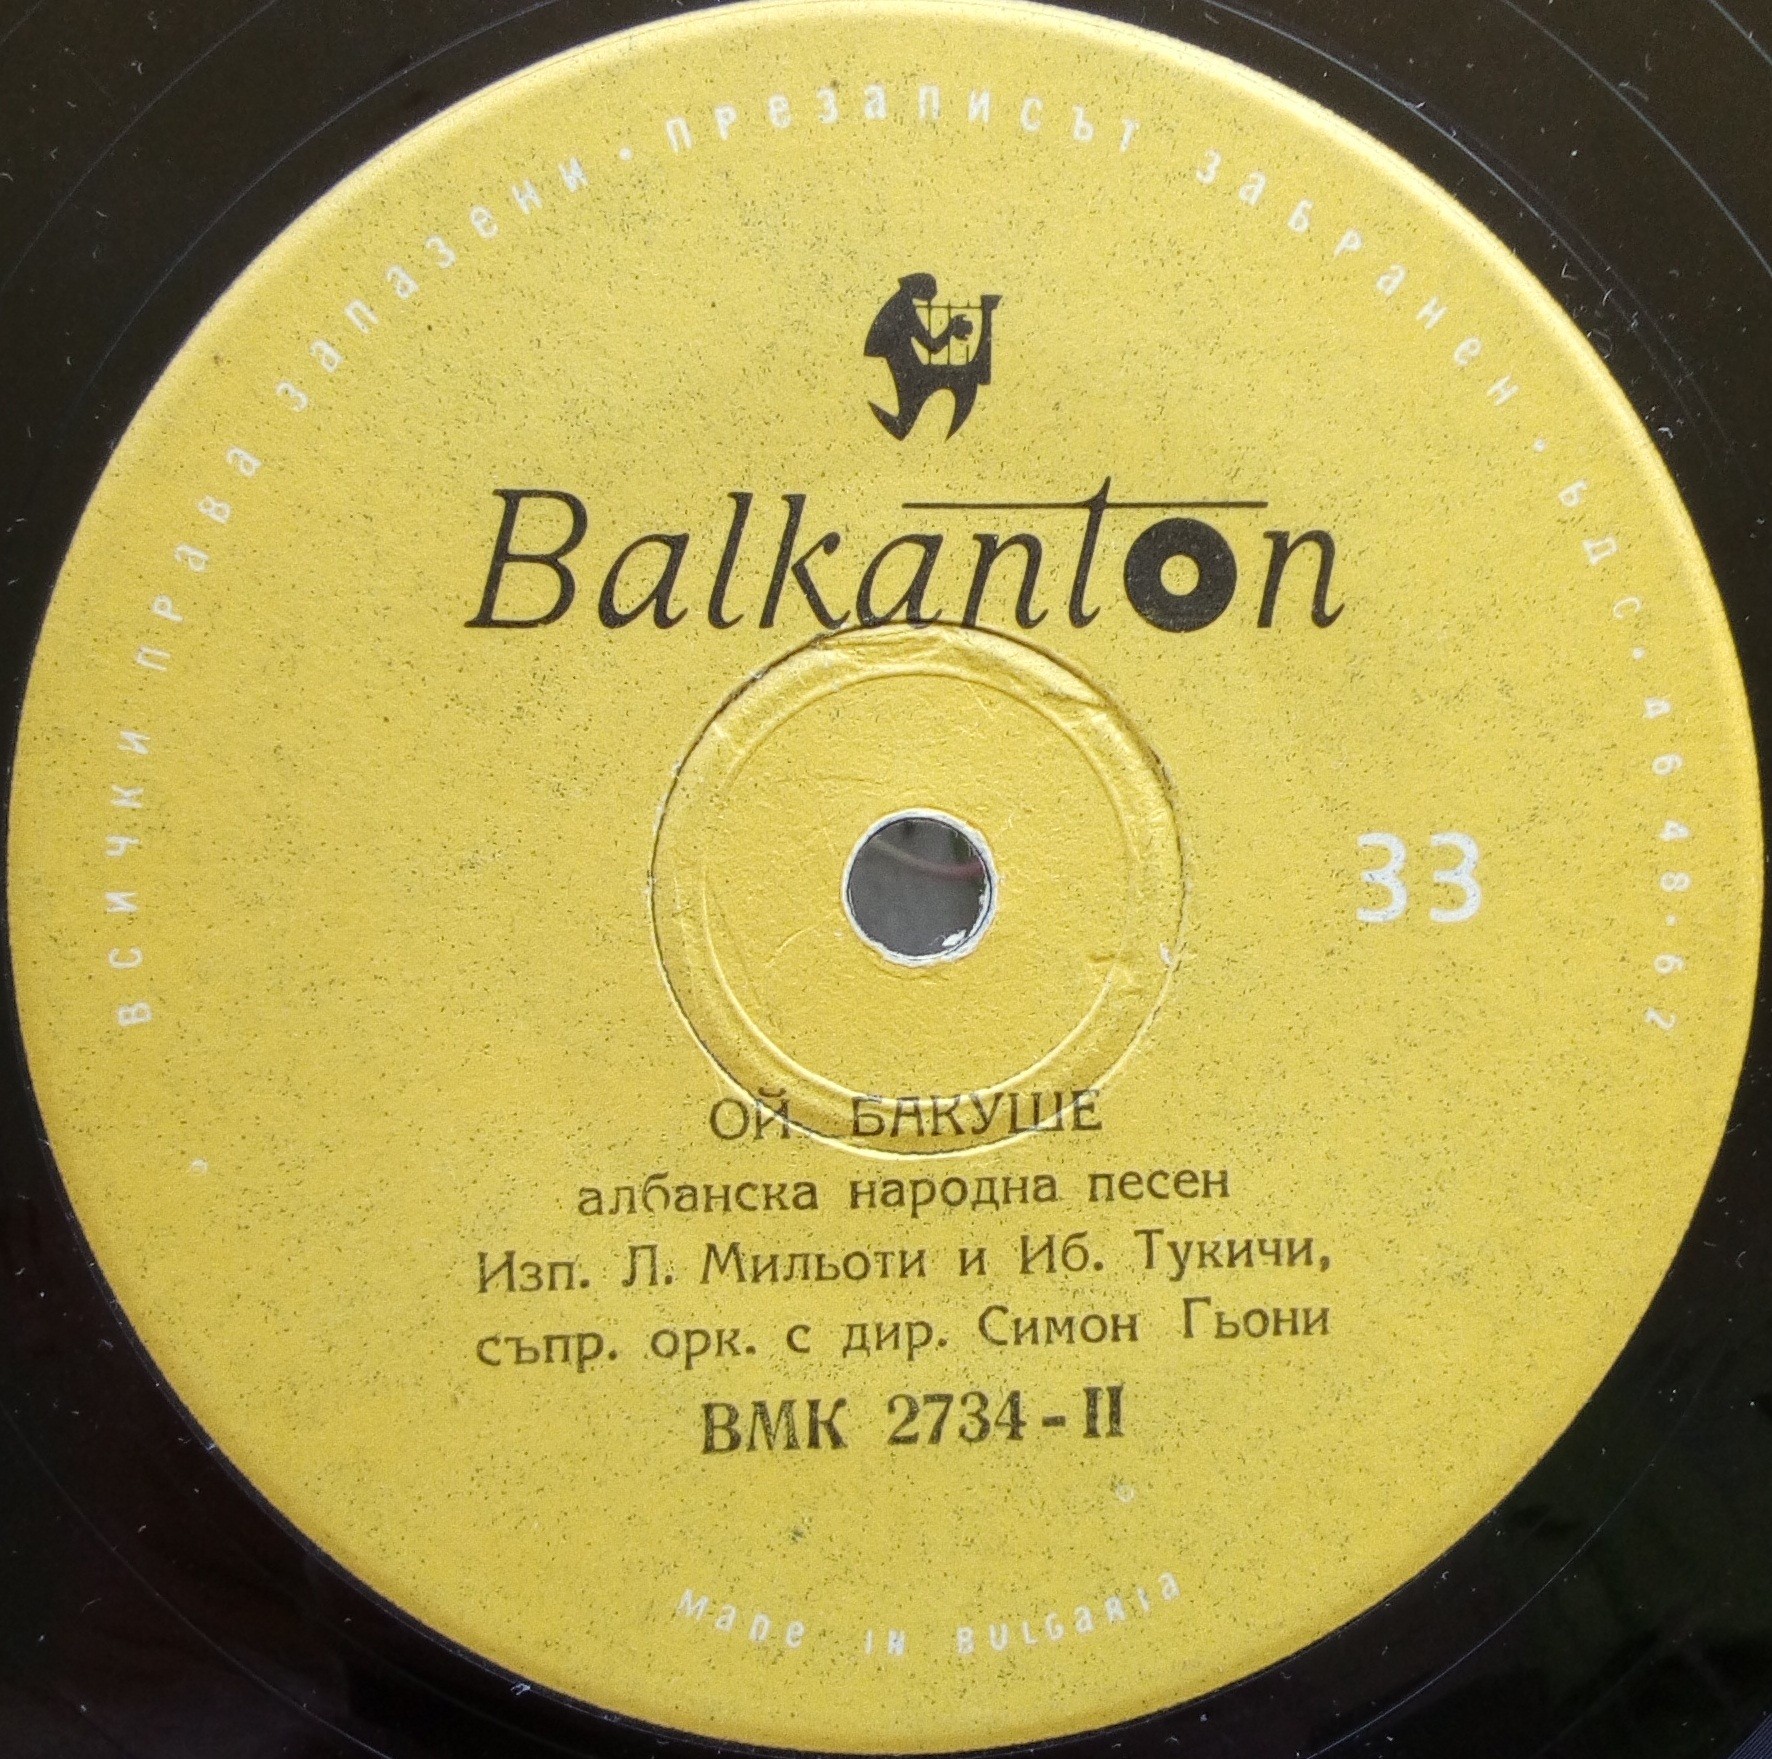 ВСИЧКИ ПРАВА ЗАПАЗЕНИ · ПРЕЗАПИСЪТ ЗАБРАНЕН · БДС · 6648-62
Balkanton
33
ОЙ, БАКУШЕ
албанска народна песен
Изп. Л. Мильоти и Иб. Тукичи,
съпр. орк. с дир. Симон Гьони
ВМК 2734-II
MADE IN BULGARIA